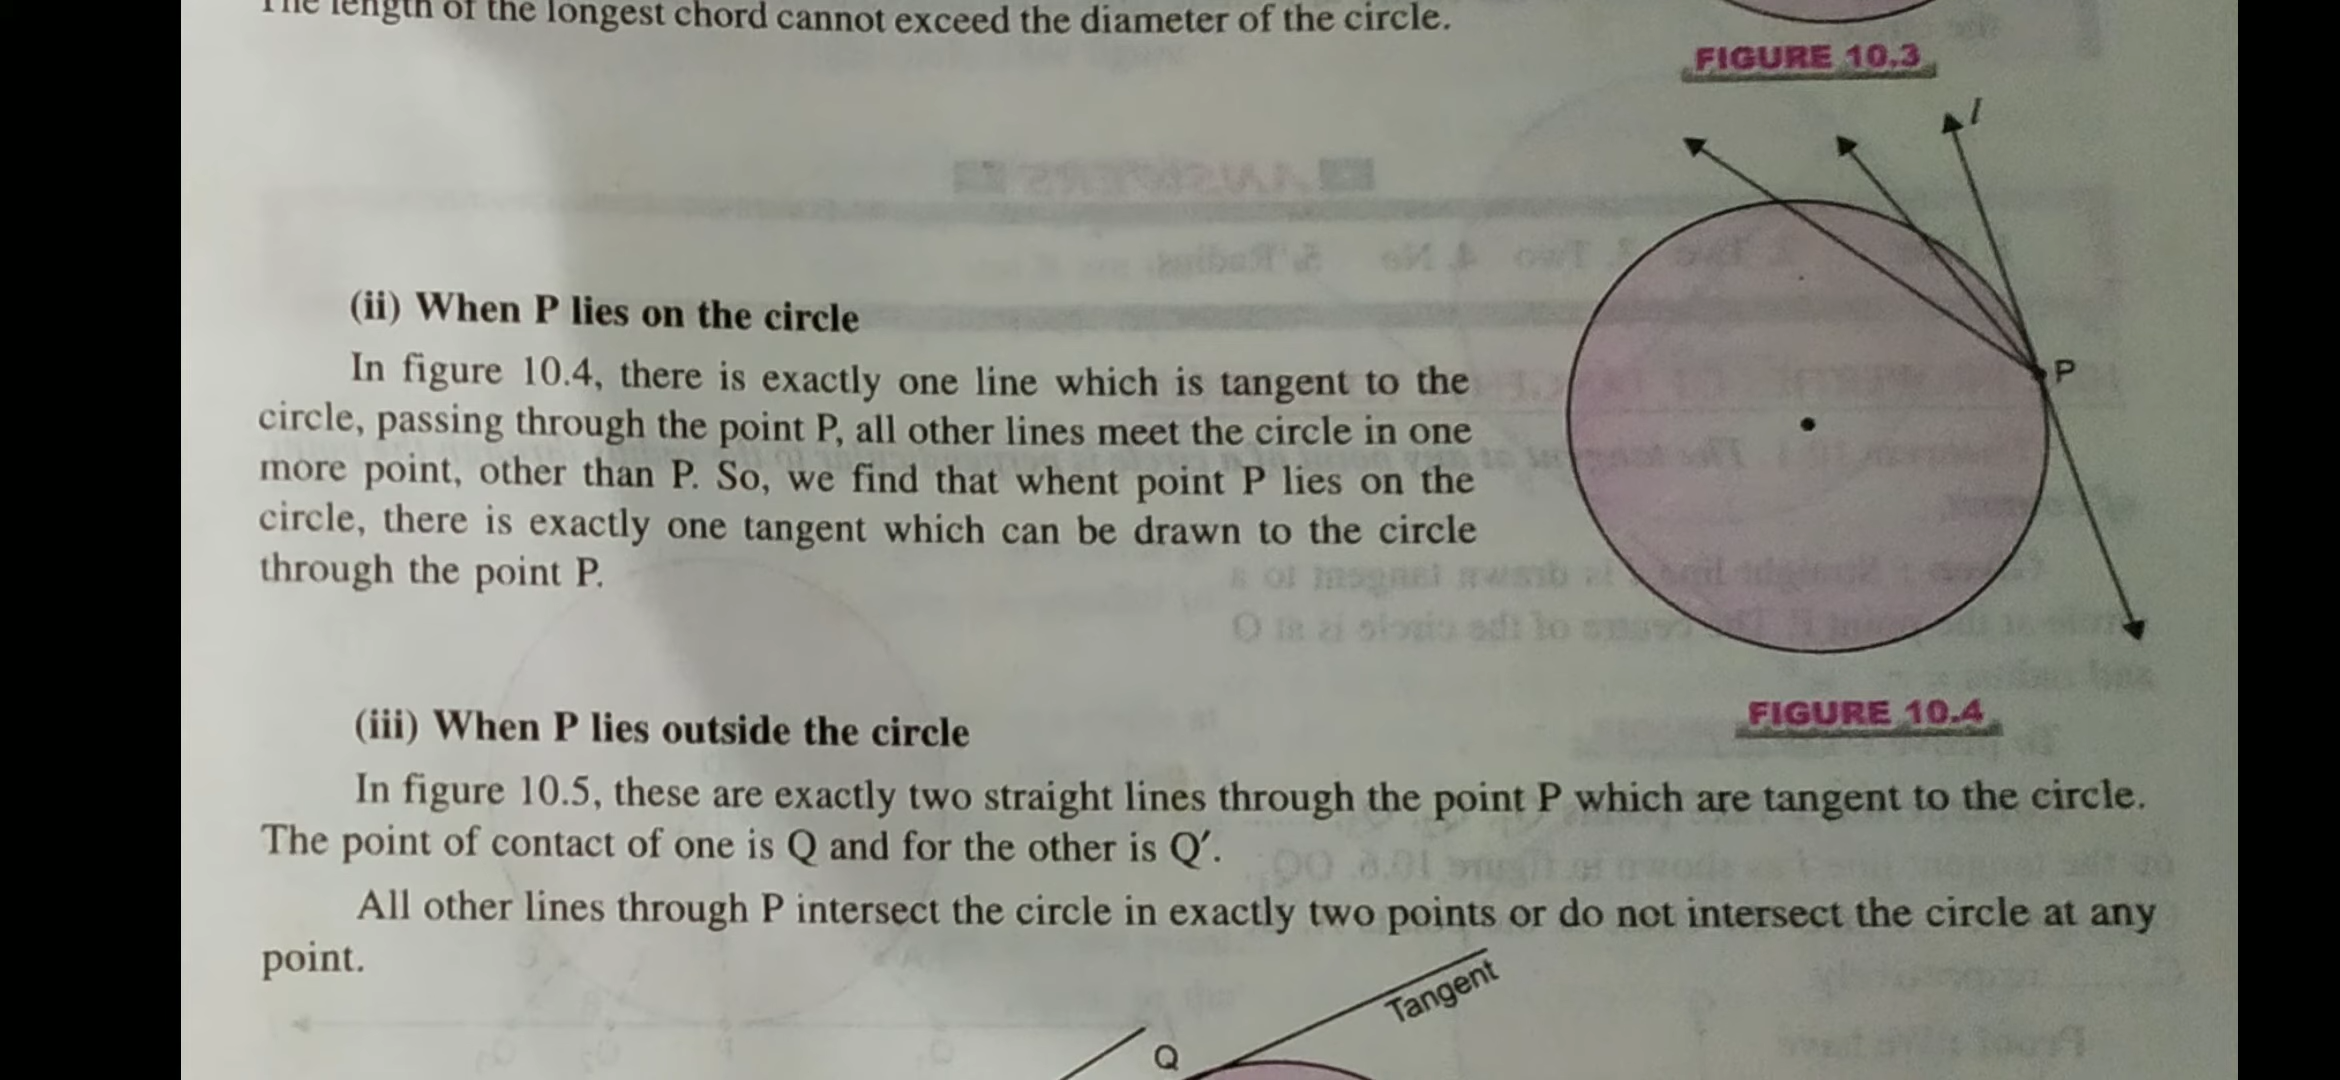 The length of the longest chord cannot exceed the diameter of the circle.
FIGURE 10.3
l
(ii) When P lies on the circle
In figure 10.4, there is exactly one line which is tangent to the
circle, passing through the point P, all other lines meet the circle in one
more point, other than P. So, we find that whent point P lies on the
circle, there is exactly one tangent which can be drawn to the circle
through the point P.
P
FIGURE 10.4
(iii) When P lies outside the circle
In figure 10.5, these are exactly two straight lines through the point P which are tangent to the circle.
The point of contact of one is Q and for the other is Q′.
All other lines through P intersect the circle in exactly two points or do not intersect the circle at any
point.
Tangent
Q